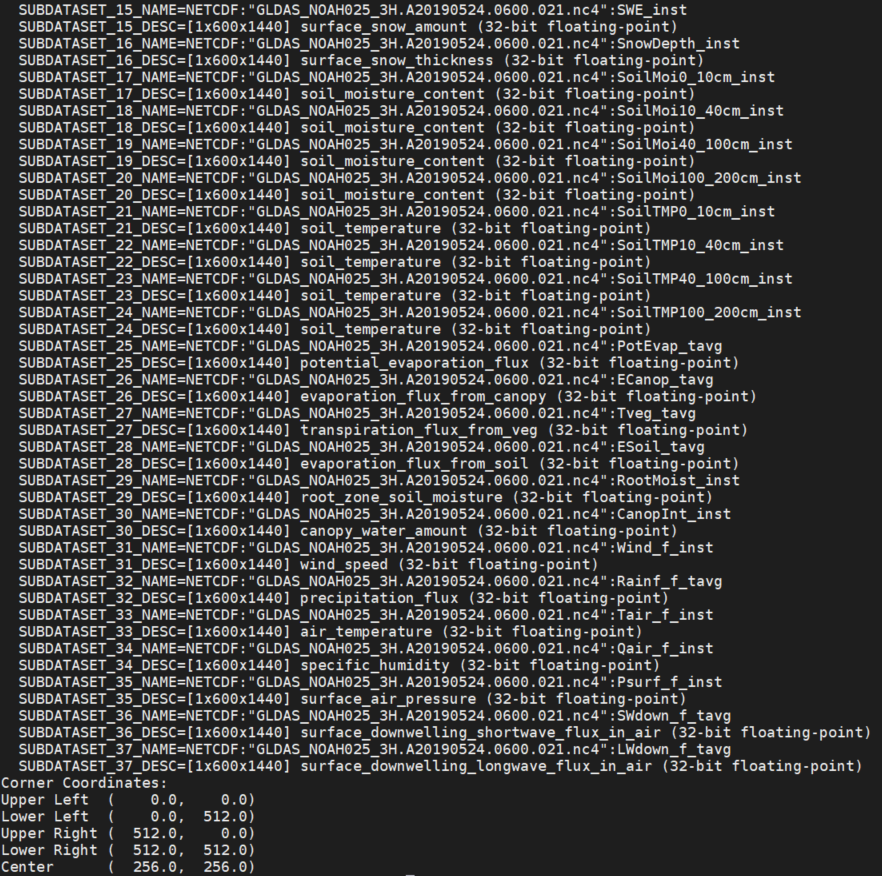 SUBDATASET_15_NAME=NETCDF:"GLDAS_NOAH025_3H.A20190524.0600.021.nc4":SWE_inst
SUBDATASET_15_DESC=[1x600x1440] surface_snow_amount (32-bit floating-point)
SUBDATASET_16_NAME=NETCDF:"GLDAS_NOAH025_3H.A20190524.0600.021.nc4":SnowDepth_inst
SUBDATASET_16_DESC=[1x600x1440] surface_snow_thickness (32-bit floating-point)
SUBDATASET_17_NAME=NETCDF:"GLDAS_NOAH025_3H.A20190524.0600.021.nc4":SoilMoi0_10cm_inst
SUBDATASET_17_DESC=[1x600x1440] soil_moisture_content (32-bit floating-point)
SUBDATASET_18_NAME=NETCDF:"GLDAS_NOAH025_3H.A20190524.0600.021.nc4":SoilMoi10_40cm_inst
SUBDATASET_18_DESC=[1x600x1440] soil_moisture_content (32-bit floating-point)
SUBDATASET_19_NAME=NETCDF:"GLDAS_NOAH025_3H.A20190524.0600.021.nc4":SoilMoi40_100cm_inst
SUBDATASET_19_DESC=[1x600x1440] soil_moisture_content (32-bit floating-point)
SUBDATASET_20_NAME=NETCDF:"GLDAS_NOAH025_3H.A20190524.0600.021.nc4":SoilMoi100_200cm_inst
SUBDATASET_20_DESC=[1x600x1440] soil_moisture_content (32-bit floating-point)
SUBDATASET_21_NAME=NETCDF:"GLDAS_NOAH025_3H.A20190524.0600.021.nc4":SoilTMP0_10cm_inst
SUBDATASET_21_DESC=[1x600x1440] soil_temperature (32-bit floating-point)
SUBDATASET_22_NAME=NETCDF:"GLDAS_NOAH025_3H.A20190524.0600.021.nc4":SoilTMP10_40cm_inst
SUBDATASET_22_DESC=[1x600x1440] soil_temperature (32-bit floating-point)
SUBDATASET_23_NAME=NETCDF:"GLDAS_NOAH025_3H.A20190524.0600.021.nc4":SoilTMP40_100cm_inst
SUBDATASET_23_DESC=[1x600x1440] soil_temperature (32-bit floating-point)
SUBDATASET_24_NAME=NETCDF:"GLDAS_NOAH025_3H.A20190524.0600.021.nc4":SoilTMP100_200cm_inst
SUBDATASET_24_DESC=[1x600x1440] soil_temperature (32-bit floating-point)
SUBDATASET_25_NAME=NETCDF:"GLDAS_NOAH025_3H.A20190524.0600.021.nc4":PotEvap_tavg
SUBDATASET_25_DESC=[1x600x1440] potential_evaporation_flux (32-bit floating-point)
SUBDATASET_26_NAME=NETCDF:"GLDAS_NOAH025_3H.A20190524.0600.021.nc4":ECanop_tavg
SUBDATASET_26_DESC=[1x600x1440] evaporation_flux_from_canopy (32-bit floating-point)
SUBDATASET_27_NAME=NETCDF:"GLDAS_NOAH025_3H.A20190524.0600.021.nc4":Tveg_tavg
SUBDATASET_27_DESC=[1x600x1440] transpiration_flux_from_veg (32-bit floating-point)
SUBDATASET_28_NAME=NETCDF:"GLDAS_NOAH025_3H.A20190524.0600.021.nc4":ESoil_tavg
SUBDATASET_28_DESC=[1x600x1440] evaporation_flux_from_soil (32-bit floating-point)
SUBDATASET_29_NAME=NETCDF:"GLDAS_NOAH025_3H.A20190524.0600.021.nc4":RootMoist_inst
SUBDATASET_29_DESC=[1x600x1440] root_zone_soil_moisture (32-bit floating-point)
SUBDATASET_30_NAME=NETCDF:"GLDAS_NOAH025_3H.A20190524.0600.021.nc4":CanopInt_inst
SUBDATASET_30_DESC=[1x600x1440] canopy_water_amount (32-bit floating-point)
SUBDATASET_31_NAME=NETCDF:"GLDAS_NOAH025_3H.A20190524.0600.021.nc4":Wind_f_inst
SUBDATASET_31_DESC=[1x600x1440] wind_speed (32-bit floating-point)
SUBDATASET_32_NAME=NETCDF:"GLDAS_NOAH025_3H.A20190524.0600.021.nc4":Rainf_f_tavg
SUBDATASET_32_DESC=[1x600x1440] precipitation_flux (32-bit floating-point)
SUBDATASET_33_NAME=NETCDF:"GLDAS_NOAH025_3H.A20190524.0600.021.nc4":Tair_f_inst
SUBDATASET_33_DESC=[1x600x1440] air_temperature (32-bit floating-point)
SUBDATASET_34_NAME=NETCDF:"GLDAS_NOAH025_3H.A20190524.0600.021.nc4":Qair_f_inst
SUBDATASET_34_DESC=[1x600x1440] specific_humidity (32-bit floating-point)
SUBDATASET_35_NAME=NETCDF:"GLDAS_NOAH025_3H.A20190524.0600.021.nc4":Psurf_f_inst
SUBDATASET_35_DESC=[1x600x1440] surface_air_pressure (32-bit floating-point)
SUBDATASET_36_NAME=NETCDF:"GLDAS_NOAH025_3H.A20190524.0600.021.nc4":SWdown_f_tavg
SUBDATASET_36_DESC=[1x600x1440] surface_downwelling_shortwave_flux_in_air (32-bit floating-point)
SUBDATASET_37_NAME=NETCDF:"GLDAS_NOAH025_3H.A20190524.0600.021.nc4":LWdown_f_tavg
SUBDATASET_37_DESC=[1x600x1440] surface_downwelling_longwave_flux_in_air (32-bit floating-point)
Corner Coordinates:
Upper Left  (    0.0,    0.0)
Lower Left  (    0.0,  512.0)
Upper Right (  512.0,    0.0)
Lower Right (  512.0,  512.0)
Center      (  256.0,  256.0)